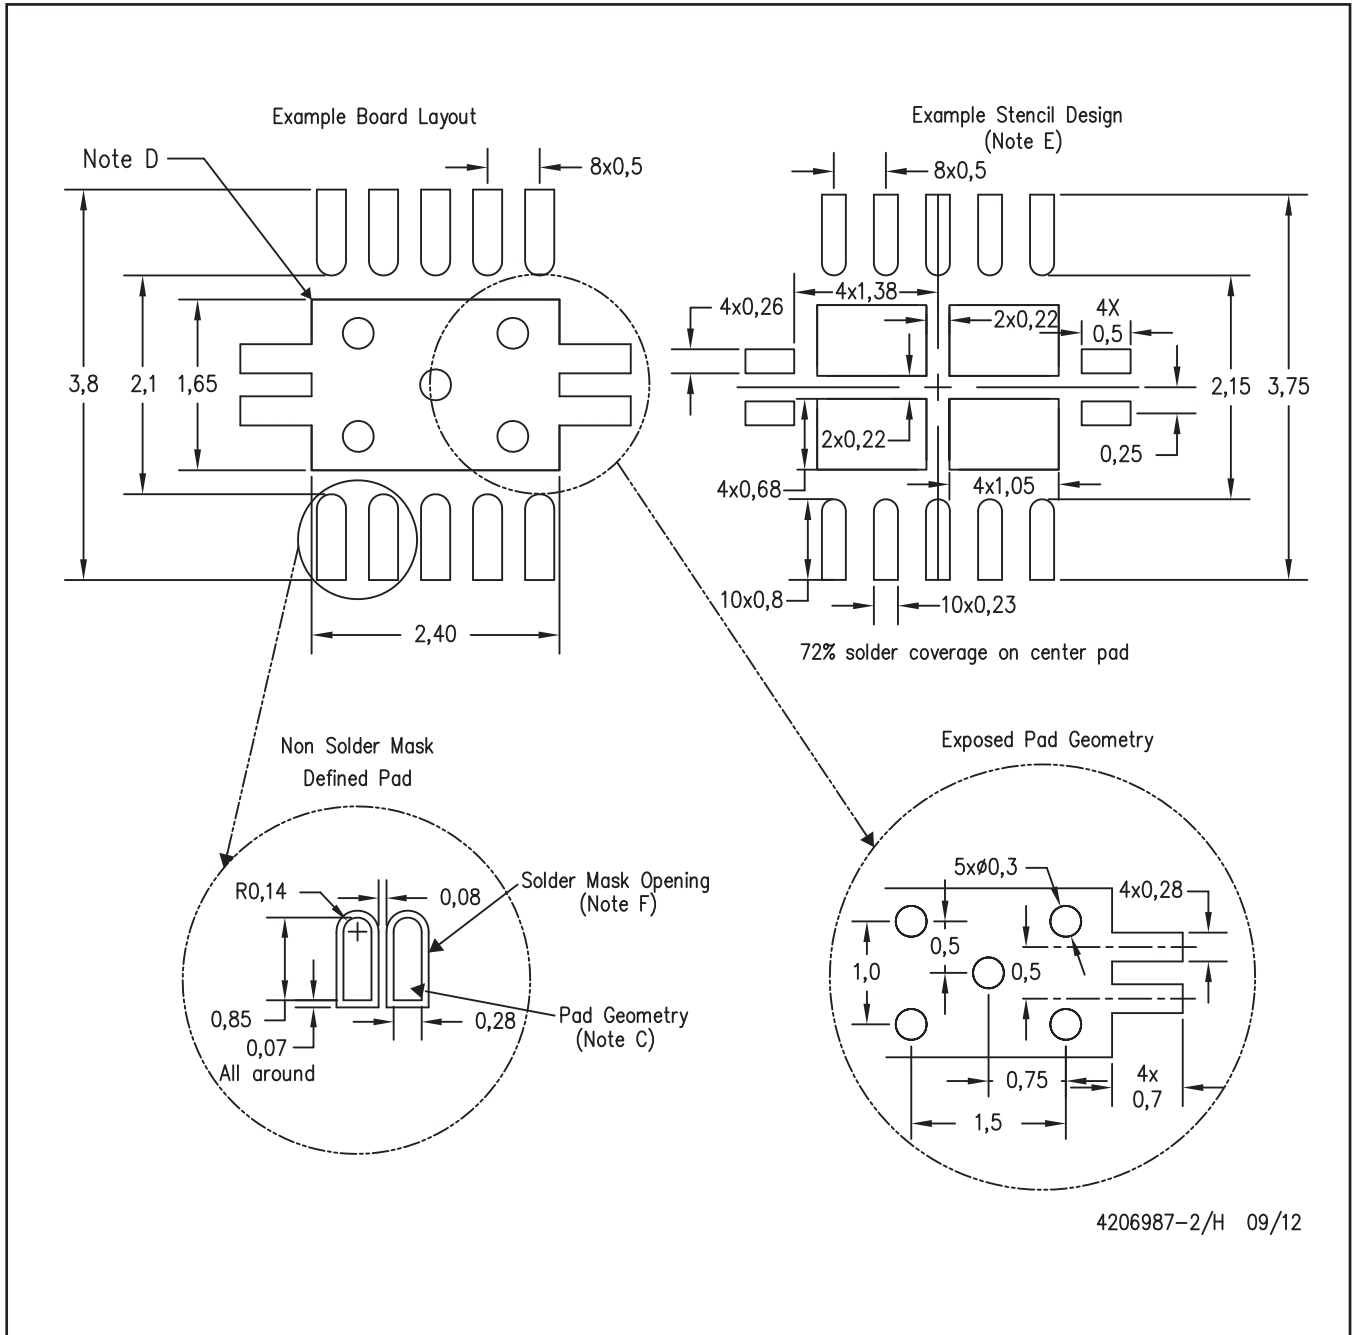 Example Board Layout
Note D
8x0,5
3,8
2,1
1,65
2,40
Example Stencil Design
(Note E)
8x0,5
4x0,26
4x1,38
2x0,22
4X
0,5
2,15
3,75
2x0,22
0,25
4x0,68
4x1,05
10x0,8
10x0,23
72% solder coverage on center pad
Non Solder Mask
Defined Pad
R0,14
0,08
Solder Mask Opening
(Note F)
0,85
0,07
All around
0,28
Pad Geometry
(Note C)
Exposed Pad Geometry
5xø0,3
4x0,28
0,5
1,0
0,5
0,75
4x
0,7
1,5
4206987-2/H 09/12